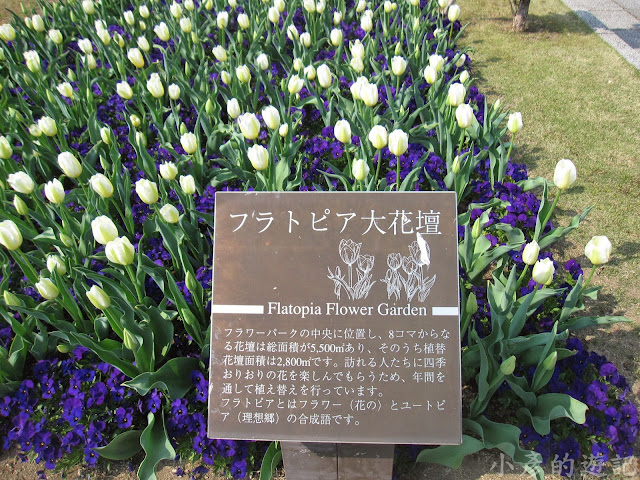 フラトピア大花壇
Flatopia Flower Garden
フラワーパークの中央に位置し、8コマからな
る花壇は総面積が5,500㎡あり、そのうち植替
花壇面積は2,800㎡です。訪れる人たちに四季
おりおりの花を楽しんでもらうため、年間を
通して植え替えを行っています。
フラトピアとはフラワー（花の）とユートピ
ア（理想郷）の合成語です。
小彥的遊記